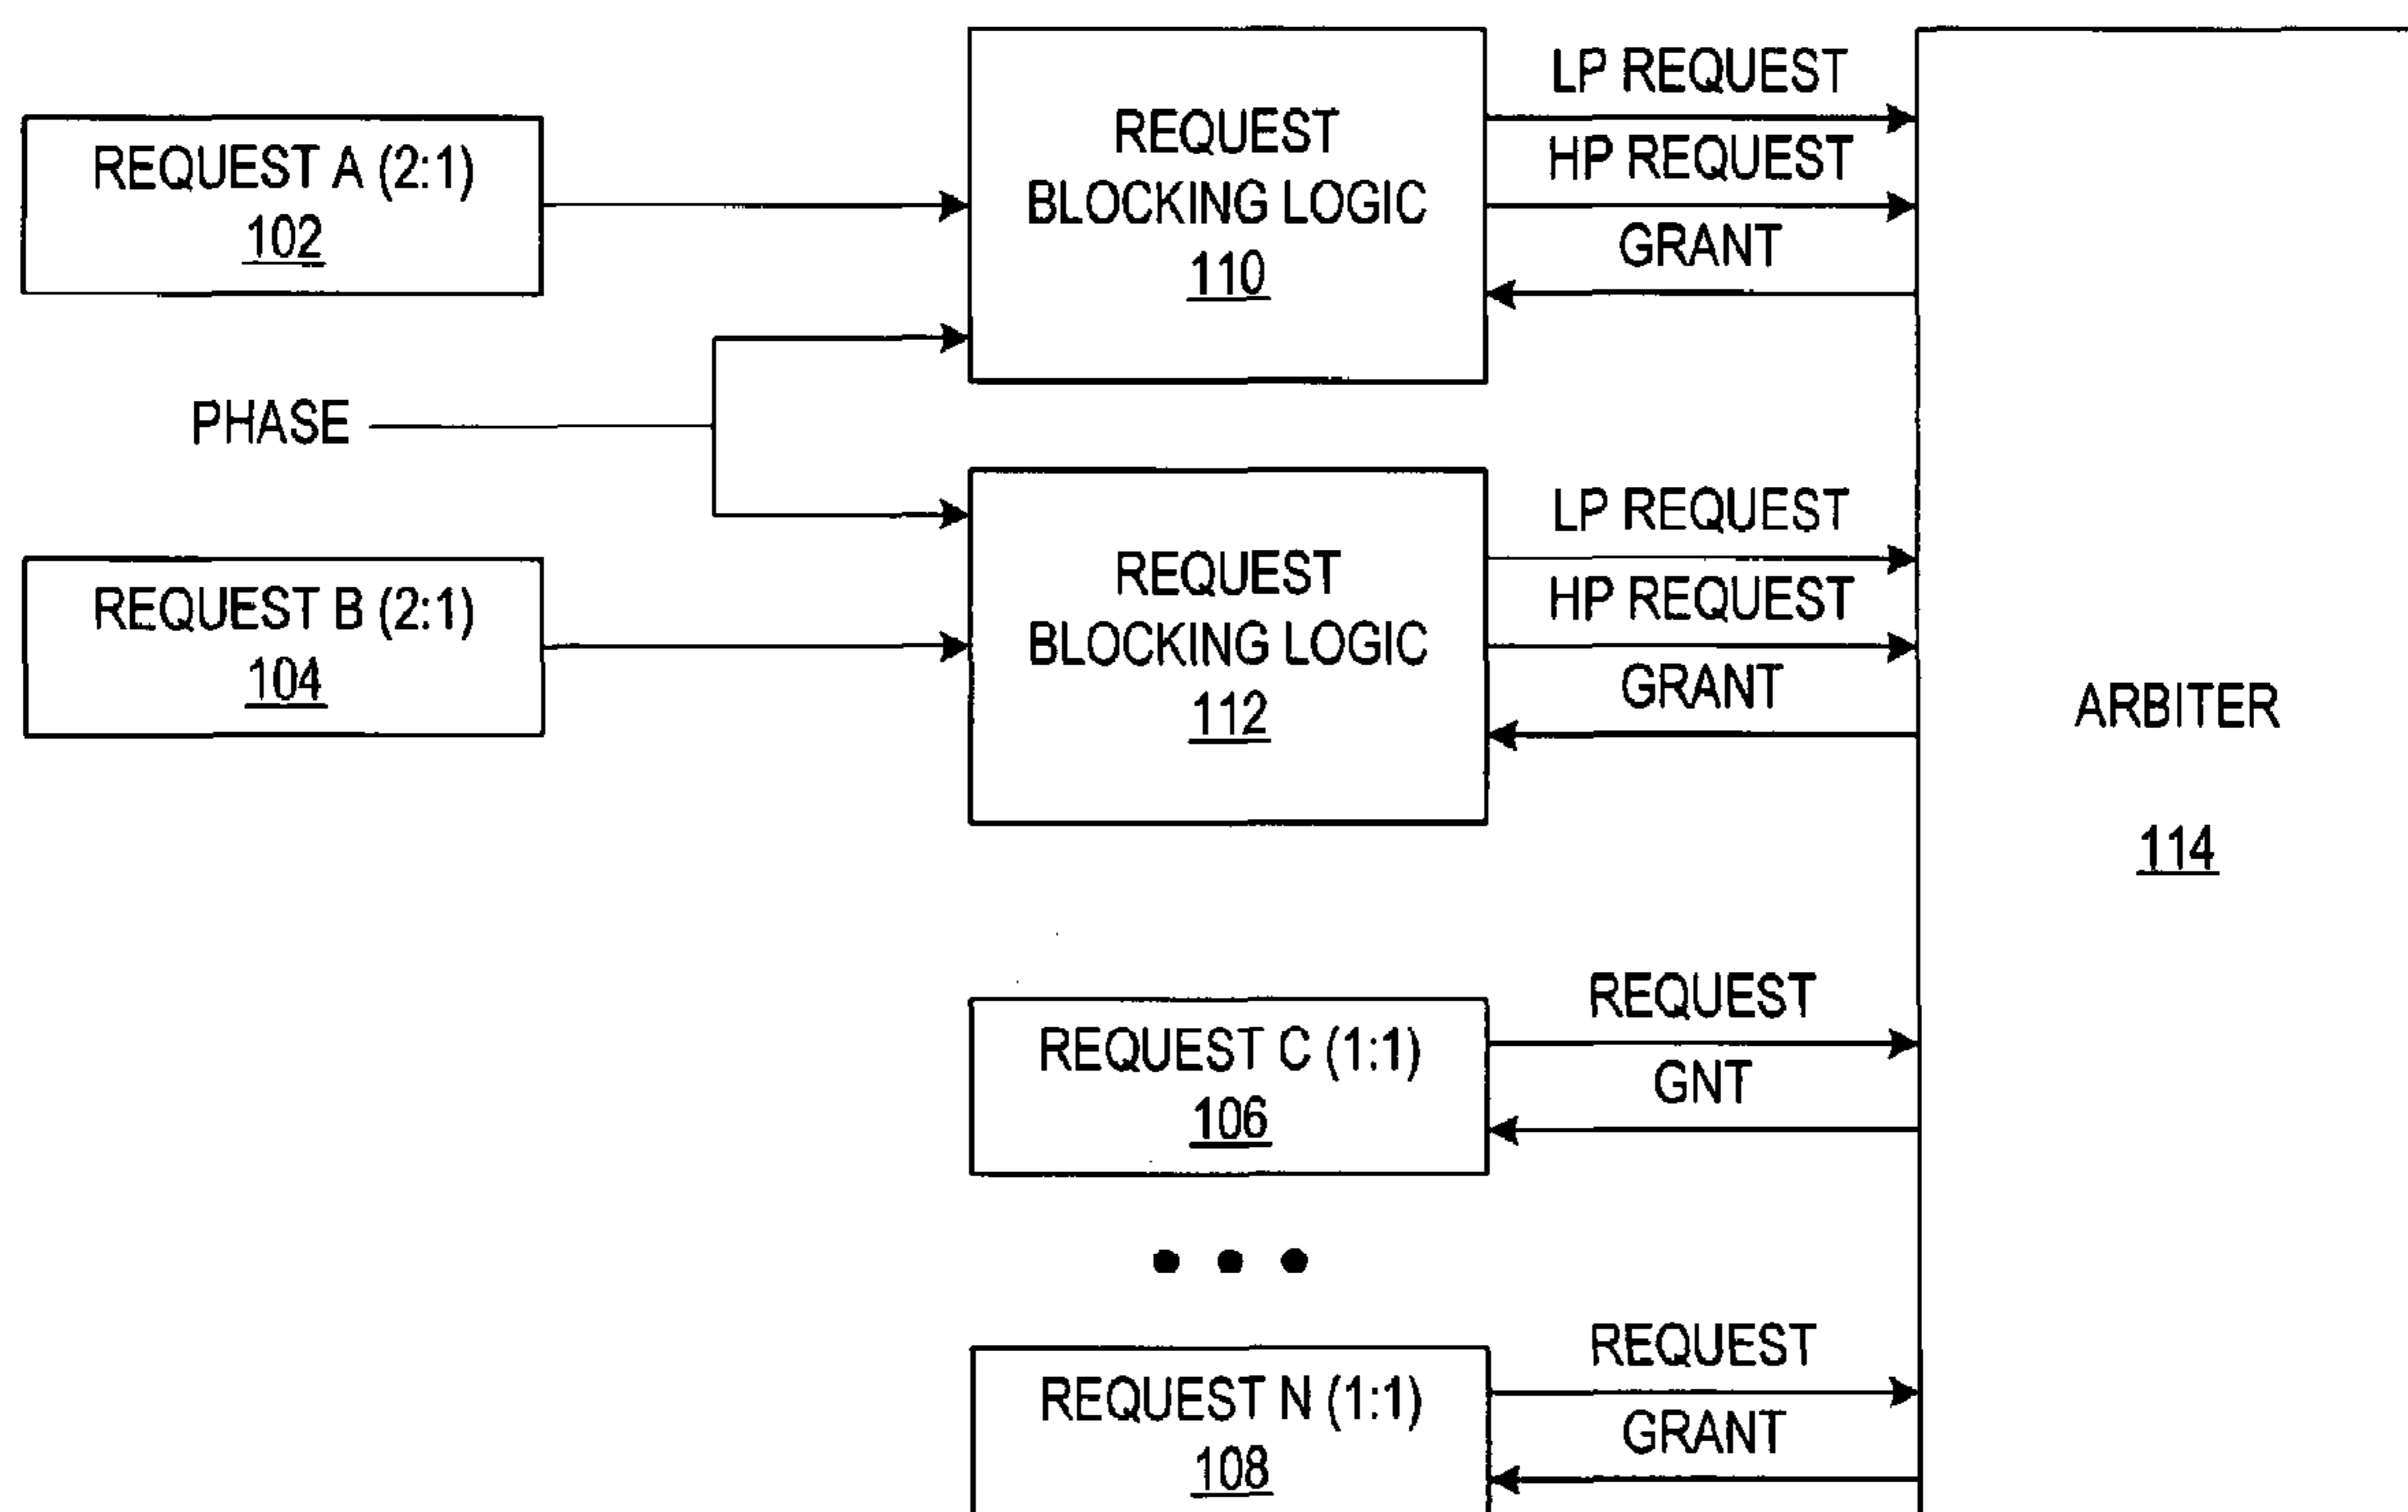 REQUEST A (2:1)
102
PHASE
REQUEST B (2:1)
104
REQUEST
BLOCKING LOGIC
110
REQUEST
BLOCKING LOGIC
112
LP REQUEST
HP REQUEST
GRANT
LP REQUEST
HP REQUEST
GRANT
ARBITER
114
REQUEST C (1:1)
106
REQUEST
GNT
REQUEST N (1:1)
108
REQUEST
GRANT